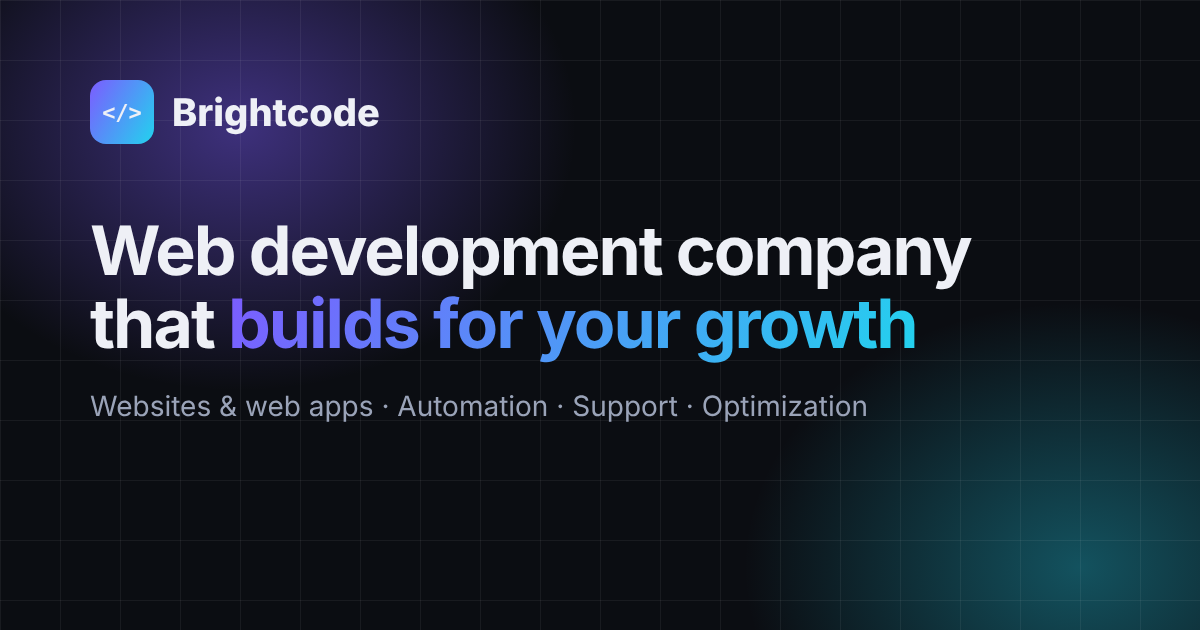 </> Brightcode
Web development company
that builds for your growth
Websites & web apps · Automation · Support · Optimization